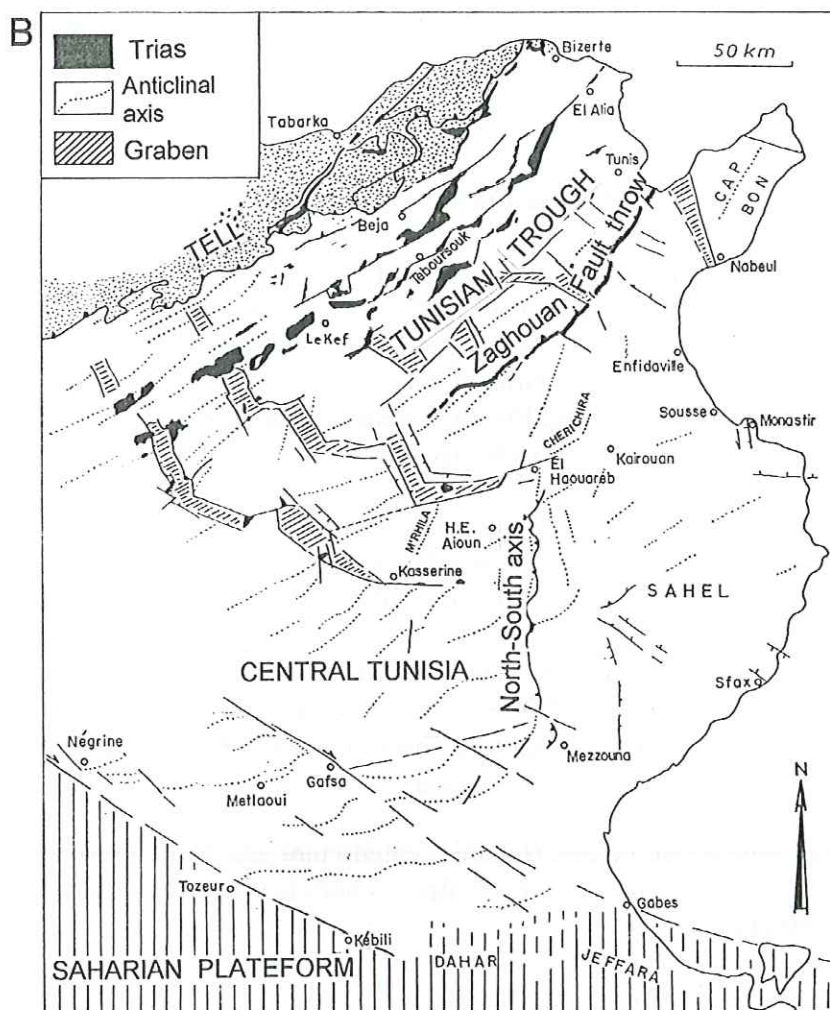 B
Trias
Anticlinal
axis
Graben
50 km
Bizerte
El Alia
Tabarka
Tunis
CAP
BON
Beja
TELL
Teboursouk
TUNISIAN TROUGH
Zaghouan Fault throw
Nabeul
Le Kef
Enfidaville
Sousse
Monastir
CHERICHIRA
Kairouan
El
Haouareb
M'RHILA
H.E.
Aioun
Kasserine
North-South axis
SAHEL
CENTRAL TUNISIA
Sfax
Négrine
Gafsa
Metlaoui
Mezzouna
N
Tozeur
Gabes
Kébili
SAHARIAN PLATEFORM
DAHAR
JEFFARA